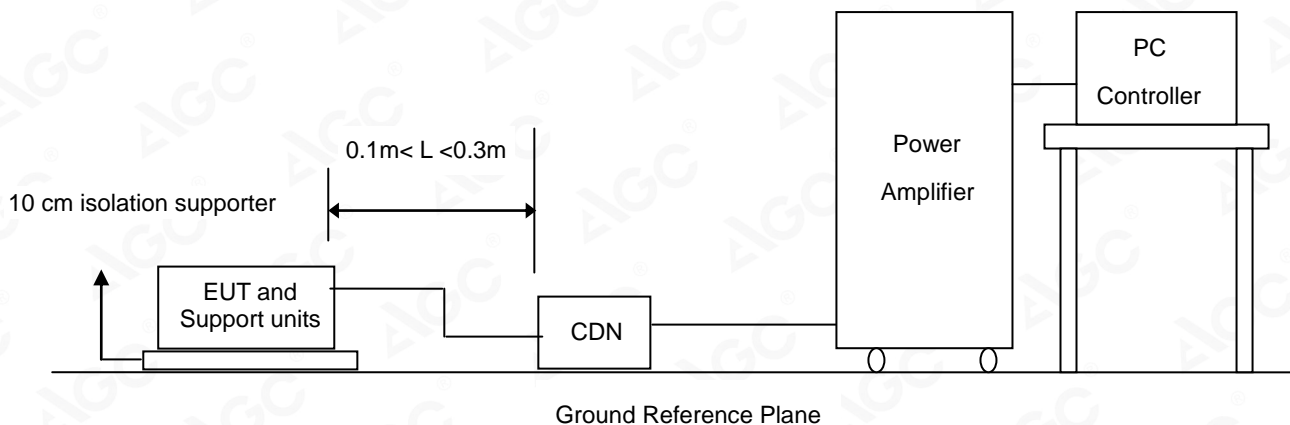 PC
Controller
0.1m< L <0.3m
Power
Amplifier
10 cm isolation supporter
EUT and
Support units
CDN
Ground Reference Plane
AGC